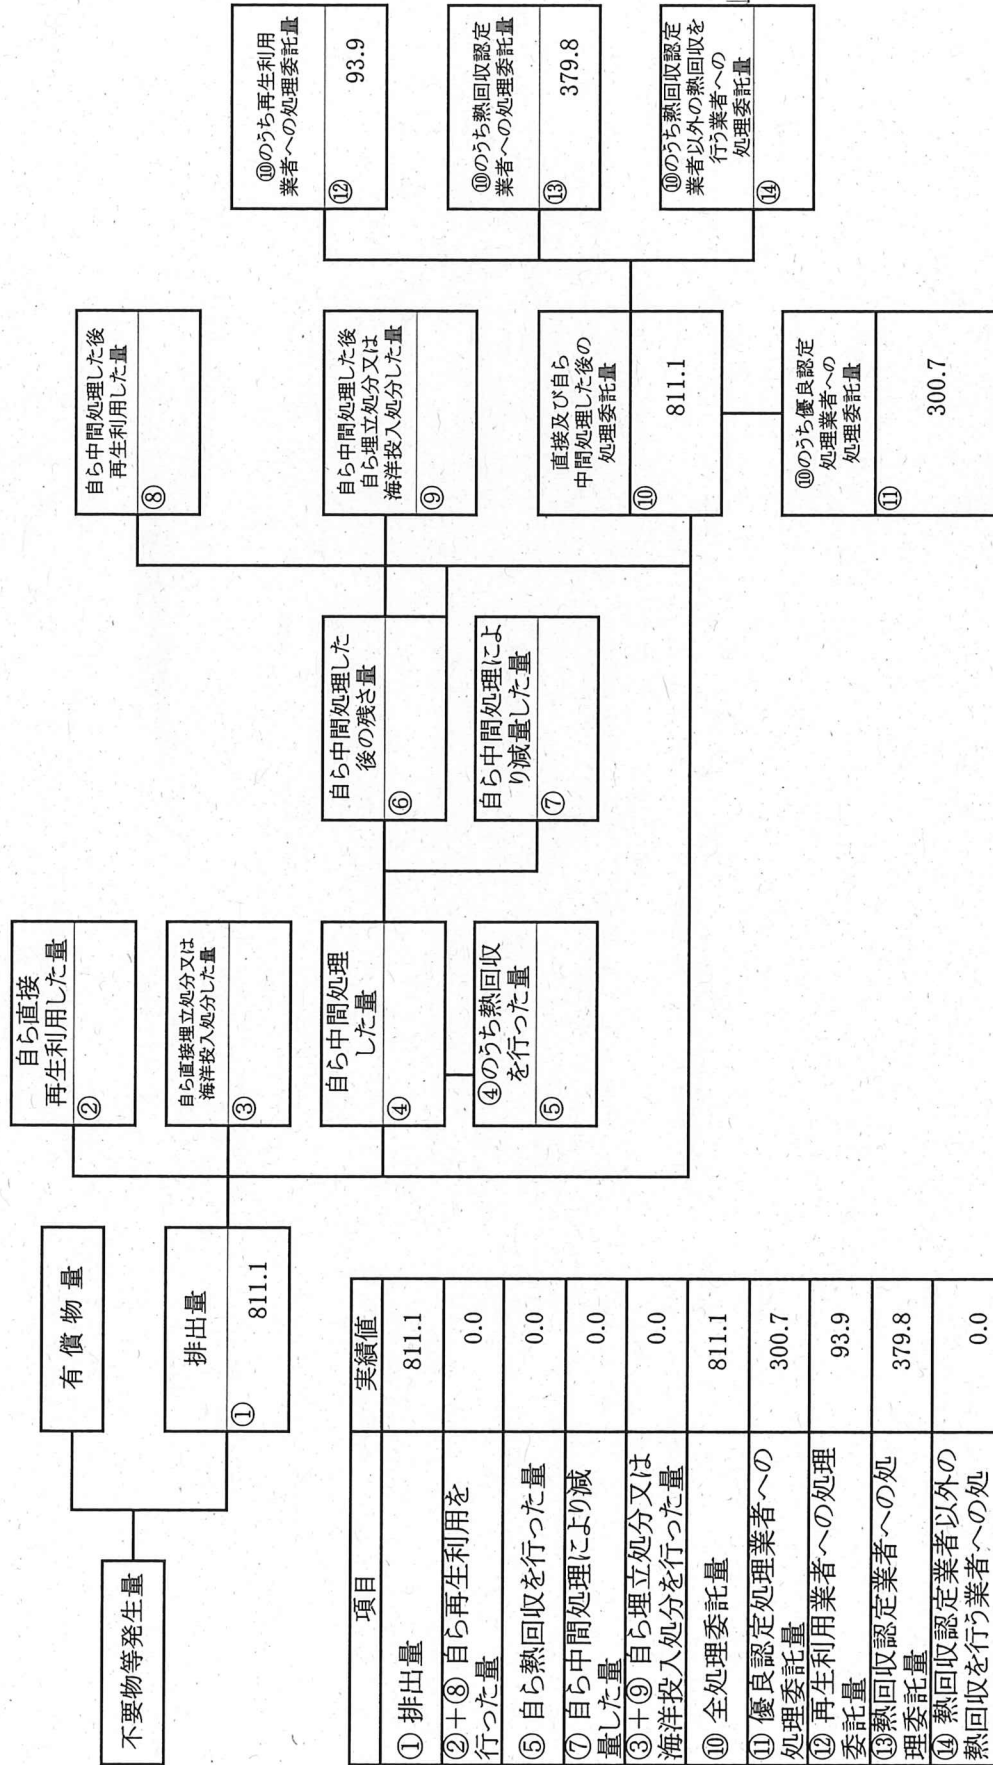 不要物等発生量
有償物量
排出量
①
811.1
自ら直接
再生利用した量
②
自ら直接埋立処分又は
海洋投入処分した量
③
自ら中間処理
した量
④
④のうち熱回収
を行った量
⑤
自ら中間処理した
後の残さ量
⑥
自ら中間処理によ
り減量した量
⑦
自ら中間処理した後
再生利用した量
⑧
自ら中間処理した後
自ら埋立処分又は
海洋投入処分した量
⑨
直接及び自ら
中間処理した後の
処理委託量
⑩
811.1
⑩のうち優良認定
処理業者への
処理委託量
⑪
300.7
⑩のうち再生利用
業者への処理委託量
⑫
93.9
⑩のうち熱回収認定
業者への処理委託量
⑬
379.8
⑩のうち熱回収認定
業者以外の熱回収を
行う業者への
処理委託量
⑭
項目 実績値
①排出量 811.1
②+⑧ 自ら再生利用を
行った量 0.0
⑤ 自ら熱回収を行った量 0.0
⑦ 自ら中間処理により減
量した量 0.0
③+⑨ 自ら埋立処分又は
海洋投入処分を行った量 0.0
⑩ 全処理委託量 811.1
⑪ 優良認定処理業者への
処理委託量 300.7
⑫ 再生利用業者への処理
委託量 93.9
⑬熱回収認定業者への処
理委託量 379.8
⑭ 熱回収認定業者以外の
熱回収を行う業者への処 0.0